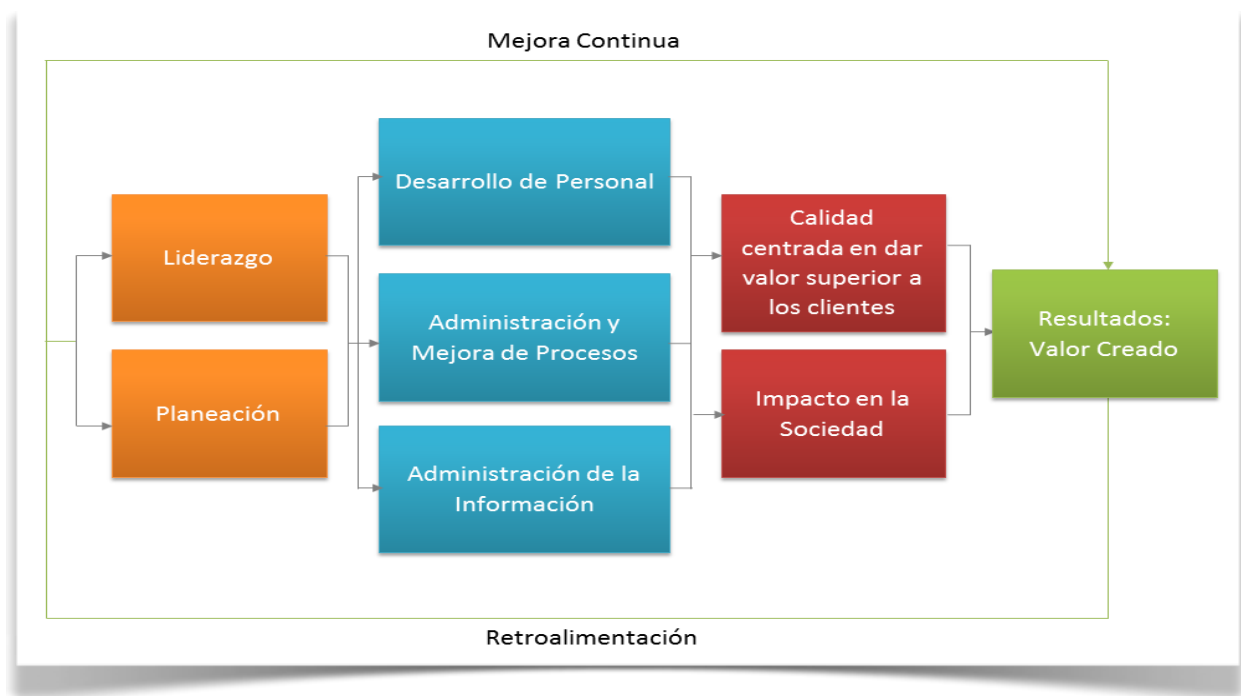 Mejora Continua
Liderazgo
Planeación
Desarrollo de Personal
Administración y
Mejora de Procesos
Administración de la
Información
Calidad
centrada en dar
valor superior a
los clientes
Impacto en la
Sociedad
Resultados:
Valor Creado
Retroalimentación